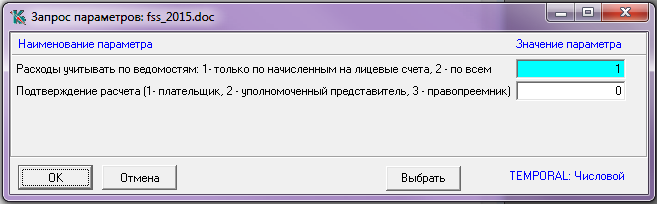 Запрос параметров: fss_2015.doc
Наименование параметра Значение параметра
Расходы учитывать по ведомостям: 1- только по начисленным на лицевые счета, 2 - по всем 1
Подтверждение расчета (1- плательщик, 2 - уполномоченный представитель, 3 - правопреемник) 0
OK Отмена Выбрать TEMPORAL: Числовой